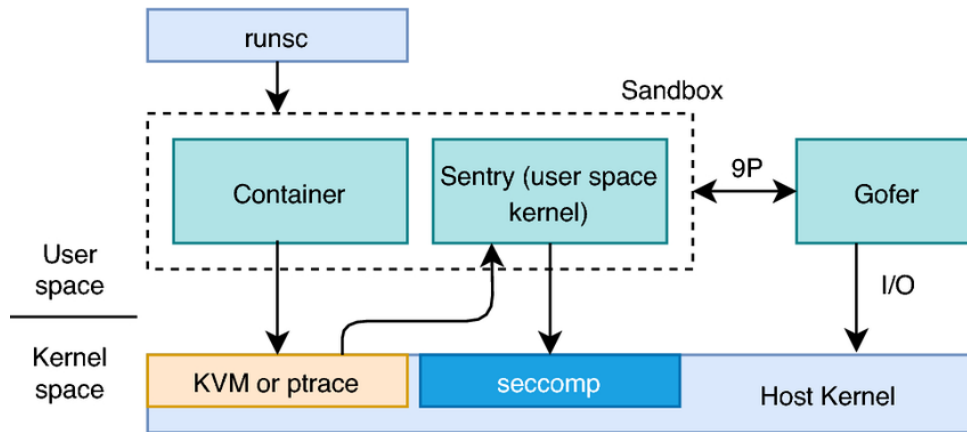 runsc
Sandbox
Container
Sentry (user space
kernel)
9P
Gofer
User
space
I/O
Kernel
space
KVM or ptrace
seccomp
Host Kernel